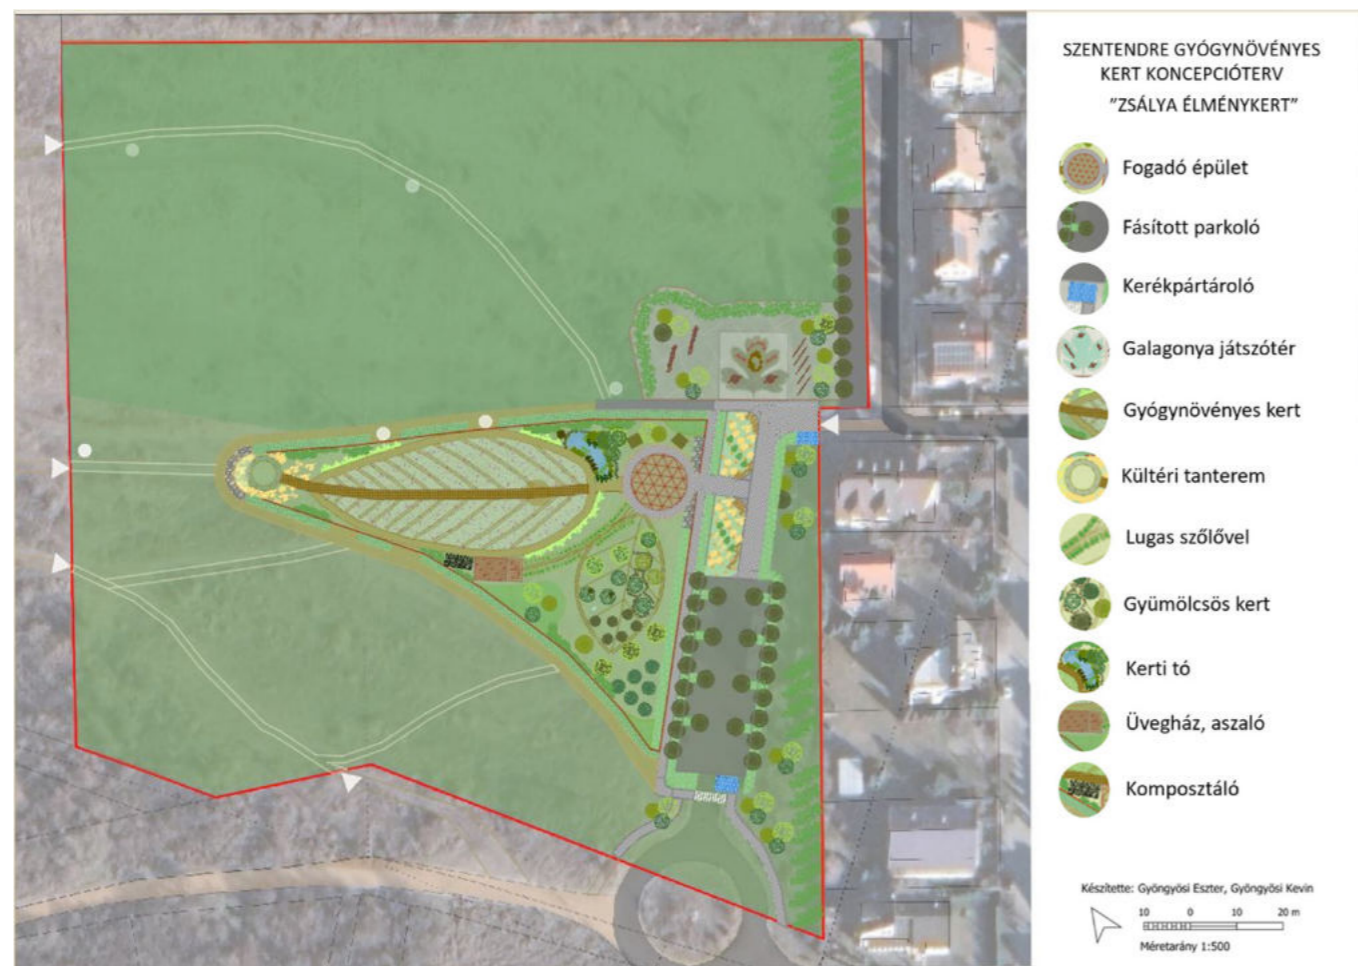 SZENTENDRE GYÓGYNÖVÉNYES
KERT KONCEPCIÓTERV
"ZSÁLYA ÉLMÉNYKERT"
Fogadó épület
Fásított parkoló
Kerékpártároló
Galagonya játszótér
Gyógynövényes kert
Kültéri tanterem
Lugas szőlővel
Gyümölcsös kert
Kerti tó
Üvegház, aszaló
Komposztáló
Készítette: Gyöngyösi Eszter, Gyöngyösi Kevin
10 0 10 20 m
Méretarány 1:500